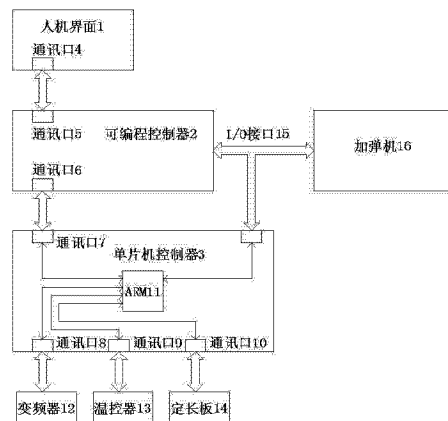 人机界面1
通讯口4
通讯口5
可编程控制器2
I/O接口15
加弹机16
通讯口6
通讯口7
单片机控制器3
ARM11
通讯口8
通讯口9
通讯口10
变频器12
温控器13
定长板14